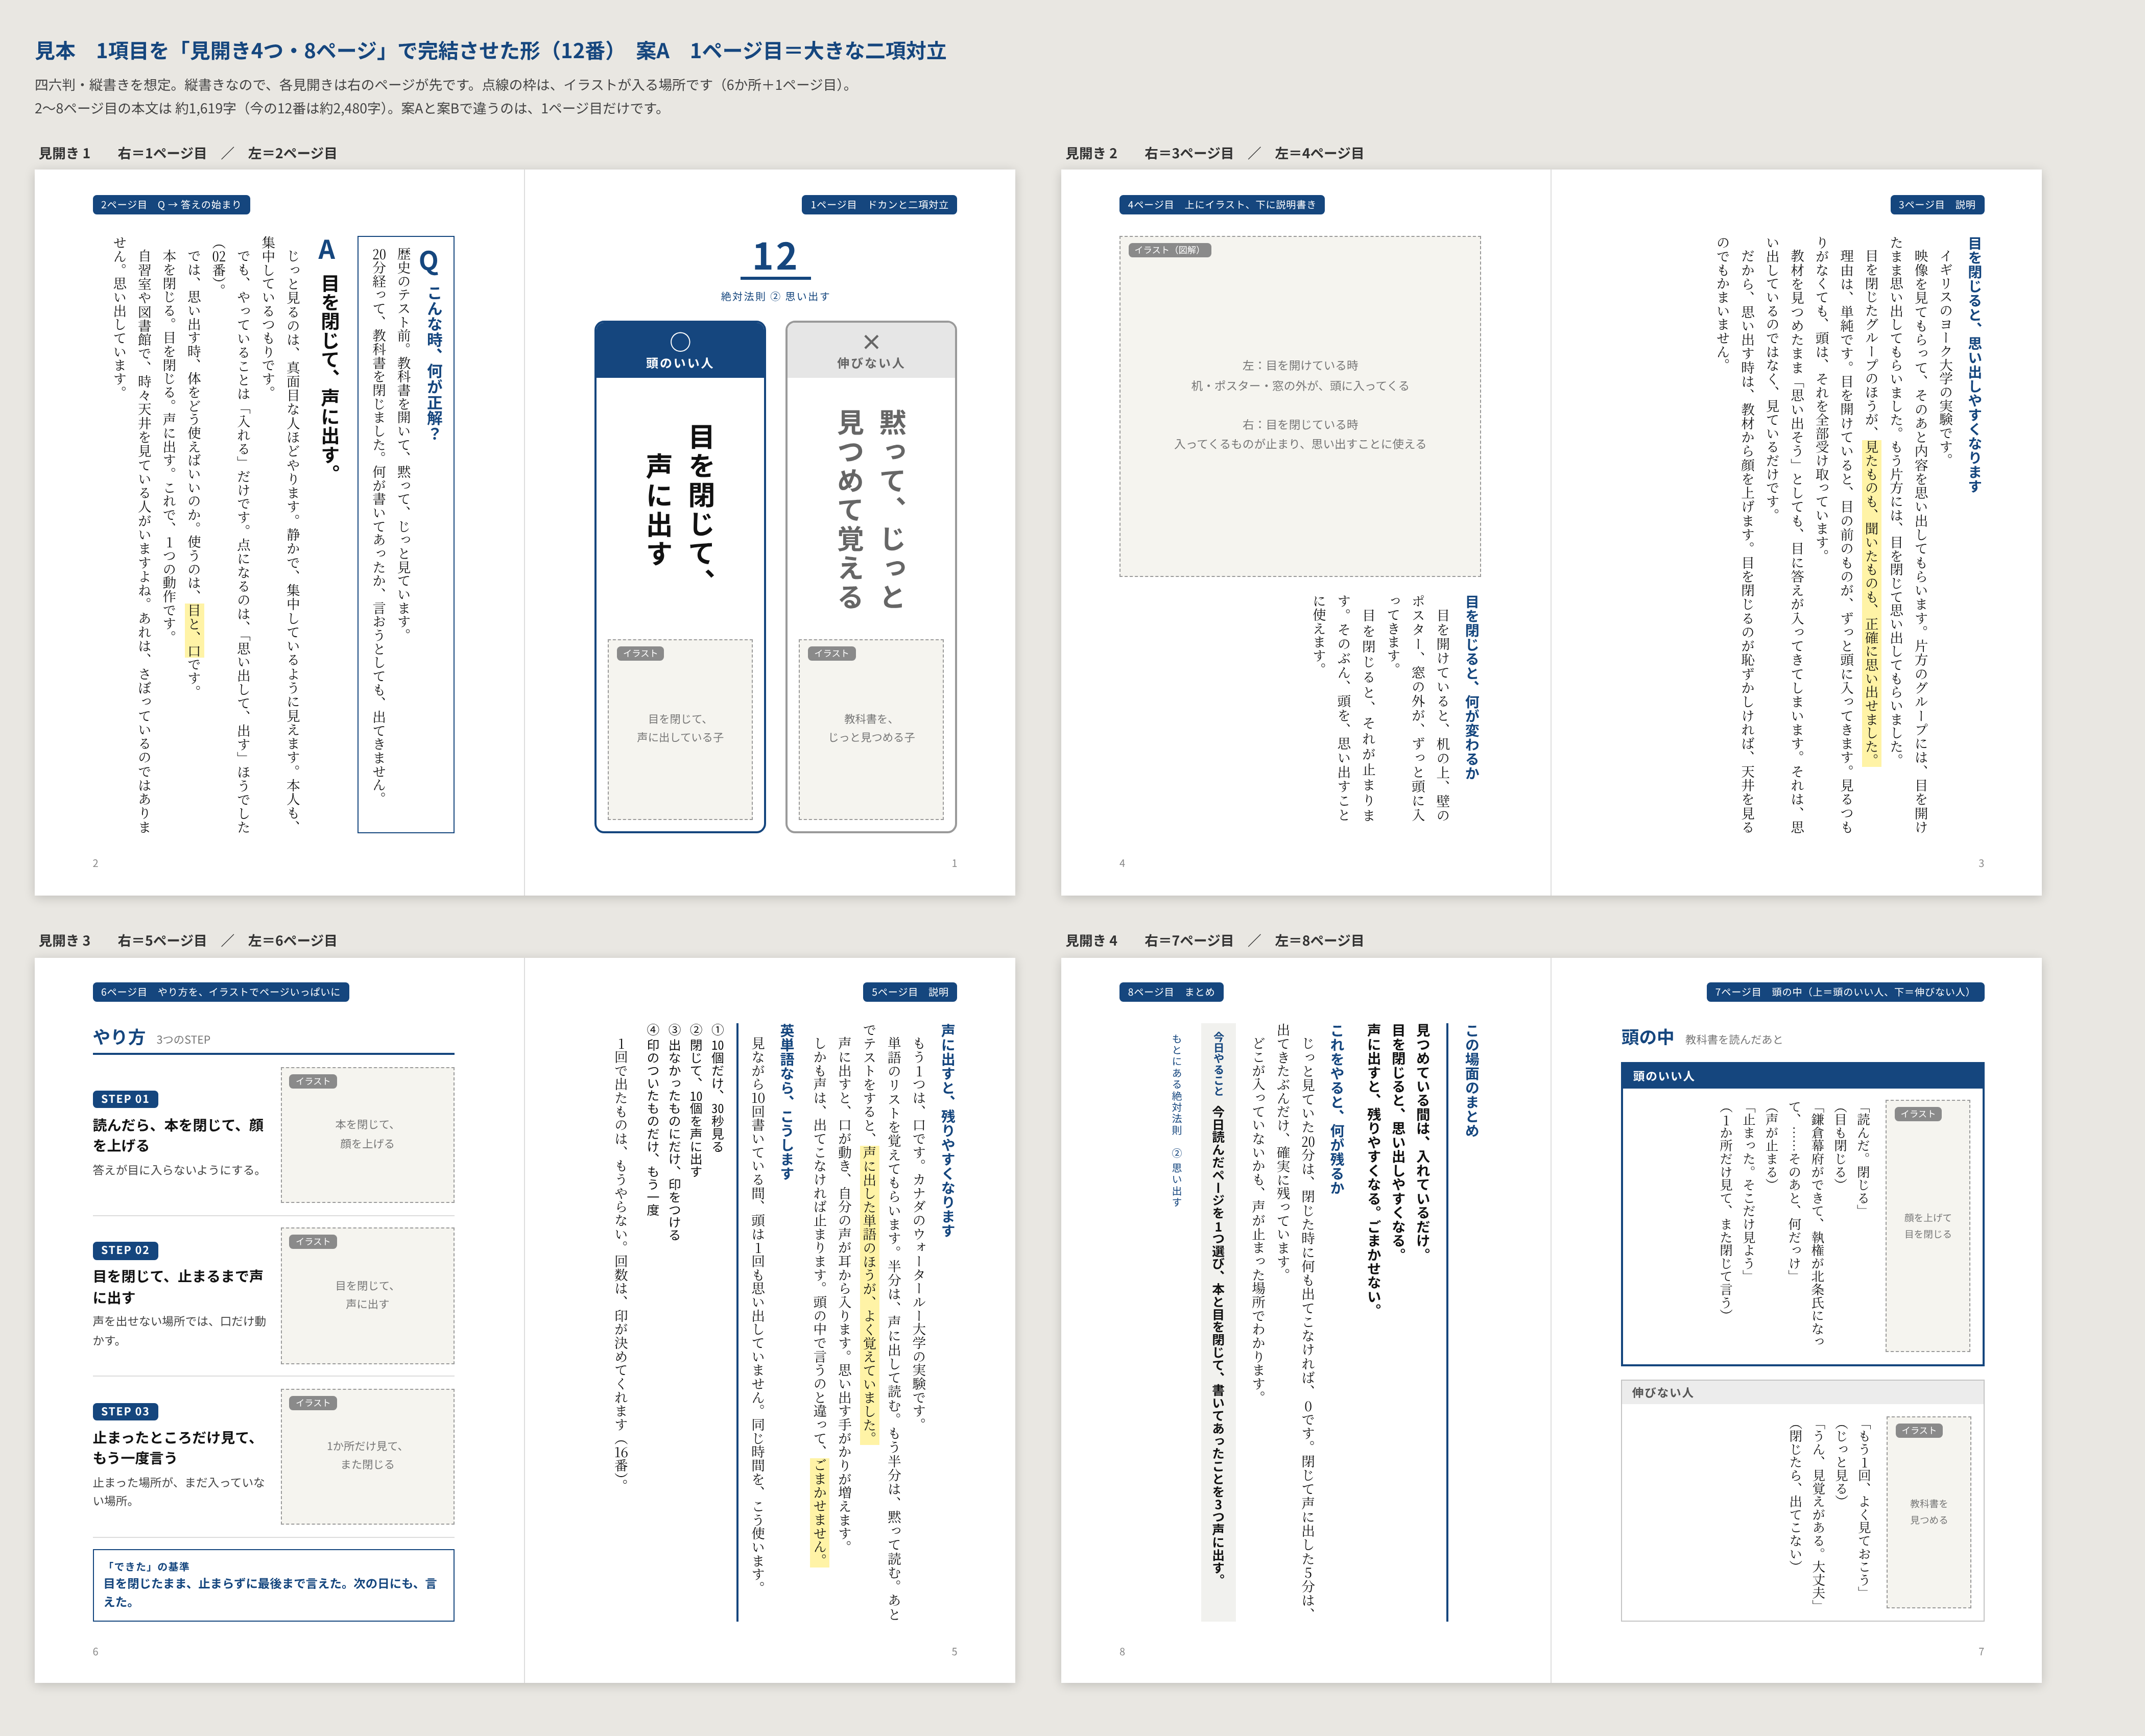 見本　1項目を「見開き4つ・8ページ」で完結させた形（12番）　案A　1ページ目＝大きな二項対立
四六判・縦書きを想定。縦書きなので、各見開きは右のページが先です。点線の枠は、イラストが入る場所です（6か所＋1ページ目）。
2〜8ページ目の本文は 約1,619字（今の12番は約2,480字）。案Aと案Bで違うのは、1ページ目だけです。
見開き 1　　右＝1ページ目　／　左＝2ページ目
1ページ目　ドカンと二項対立
12
絶対法則 ② 思い出す
×
伸びない人
黙って、じっと
見つめて覚える
イラスト
教科書を、
じっと見つめる子
○
頭のいい人
目を閉じて、
声に出す
イラスト
目を閉じて、
声に出している子
1
2ページ目　Q → 答えの始まり
Q こんな時、何が正解？
歴史のテスト前。教科書を開いて、黙って、じっと見ています。
20分経って、教科書を閉じました。何が書いてあったか、言おうとしても、出てきません。
A 目を閉じて、声に出す。
じっと見るのは、真面目な人ほどやります。静かで、集中しているように見えます。本人も、
集中しているつもりです。
でも、やっていることは「入れる」だけです。点になるのは、「思い出して、出す」ほうでした
（02番）。
では、思い出す時、体をどう使えばいいのか。使うのは、目と、口です。
本を閉じる。目を閉じる。声に出す。これで、1つの動作です。
自習室や図書館で、時々天井を見ている人がいますよね。あれは、さぼっているのではありま
せん。思い出しています。
2
見開き 2　　右＝3ページ目　／　左＝4ページ目
3ページ目　説明
目を閉じると、思い出しやすくなります
イギリスのヨーク大学の実験です。
映像を見てもらって、そのあと内容を思い出してもらいます。片方のグループには、目を開け
たまま思い出してもらいました。もう片方には、目を閉じて思い出してもらいました。
目を閉じたグループのほうが、見たものも、聞いたものも、正確に思い出せました。
理由は、単純です。目を開けていると、目の前のものが、ずっと頭に入ってきます。見るつも
りがなくても、頭は、それを全部受け取っています。
教材を見つめたまま「思い出そう」としても、目に答えが入ってきてしまいます。それは、思
い出しているのではなく、見ているだけです。
だから、思い出す時は、教材から顔を上げます。目を閉じるのが恥ずかしければ、天井を見る
のでもかまいません。
3
4ページ目　上にイラスト、下に説明書き
イラスト（図解）
左：目を開けている時
机・ポスター・窓の外が、頭に入ってくる
右：目を閉じている時
入ってくるものが止まり、思い出すことに使える
目を閉じると、何が変わるか
目を開けていると、机の上、壁の
ポスター、窓の外が、ずっと頭に入
ってきます。
目を閉じると、それが止まりま
す。そのぶん、頭を、思い出すこと
に使えます。
4
見開き 3　　右＝5ページ目　／　左＝6ページ目
5ページ目　説明
声に出すと、残りやすくなります
もう1つは、口です。カナダのウォータールー大学の実験です。
単語のリストを覚えてもらいます。半分は、声に出して読む。もう半分は、黙って読む。あと
でテストをすると、声に出した単語のほうが、よく覚えていました。
声に出すと、口が動き、自分の声が耳から入ります。思い出す手がかりが増えます。
しかも声は、出てこなければ止まります。頭の中で言うのと違って、ごまかせません。
英単語なら、こうします
見ながら10回書いている間、頭は1回も思い出していません。同じ時間を、こう使います。
①10個だけ、30秒見る
②閉じて、10個を声に出す
③出なかったものにだけ、印をつける
④印のついたものだけ、もう一度
1回で出たものは、もうやらない。回数は、印が決めてくれます（16番）。
5
6ページ目　やり方を、イラストでページいっぱいに
やり方　3つのSTEP
STEP 01
読んだら、本を閉じて、顔
を上げる
答えが目に入らないようにする。
イラスト
本を閉じて、
顔を上げる
STEP 02
目を閉じて、止まるまで声
に出す
声を出せない場所では、口だけ動
かす。
イラスト
目を閉じて、
声に出す
STEP 03
止まったところだけ見て、
もう一度言う
止まった場所が、まだ入っていな
い場所。
イラスト
1か所だけ見て、
また閉じる
「できた」の基準
目を閉じたまま、止まらずに最後まで言えた。次の日にも、言
えた。
6
見開き 4　　右＝7ページ目　／　左＝8ページ目
7ページ目　頭の中（上＝頭のいい人、下＝伸びない人）
頭の中　教科書を読んだあと
頭のいい人
イラスト
顔を上げて
目を閉じる
「読んだ。閉じる」
（目も閉じる）
「鎌倉幕府ができて、執権が北条氏になっ
て、……そのあと、何だっけ」
（声が止まる）
「止まった。そこだけ見よう」
（1か所だけ見て、また閉じて言う）
伸びない人
イラスト
教科書を
見つめる
「もう1回、よく見ておこう」
（じっと見る）
「うん、見覚えがある。大丈夫」
（閉じたら、出てこない）
7
8ページ目　まとめ
この場面のまとめ
見つめている間は、入れているだけ。
目を閉じると、思い出しやすくなる。
声に出すと、残りやすくなる。ごまかせない。
これをやると、何が残るか
じっと見ていた20分は、閉じた時に何も出てこなければ、0です。閉じて声に出した5分は、
出てきたぶんだけ、確実に残っています。
どこが入っていないかも、声が止まった場所でわかります。
今日やること　今日読んだページを1つ選び、本と目を閉じて、書いてあったことを3つ声に出す。
もとにある絶対法則　② 思い出す
8